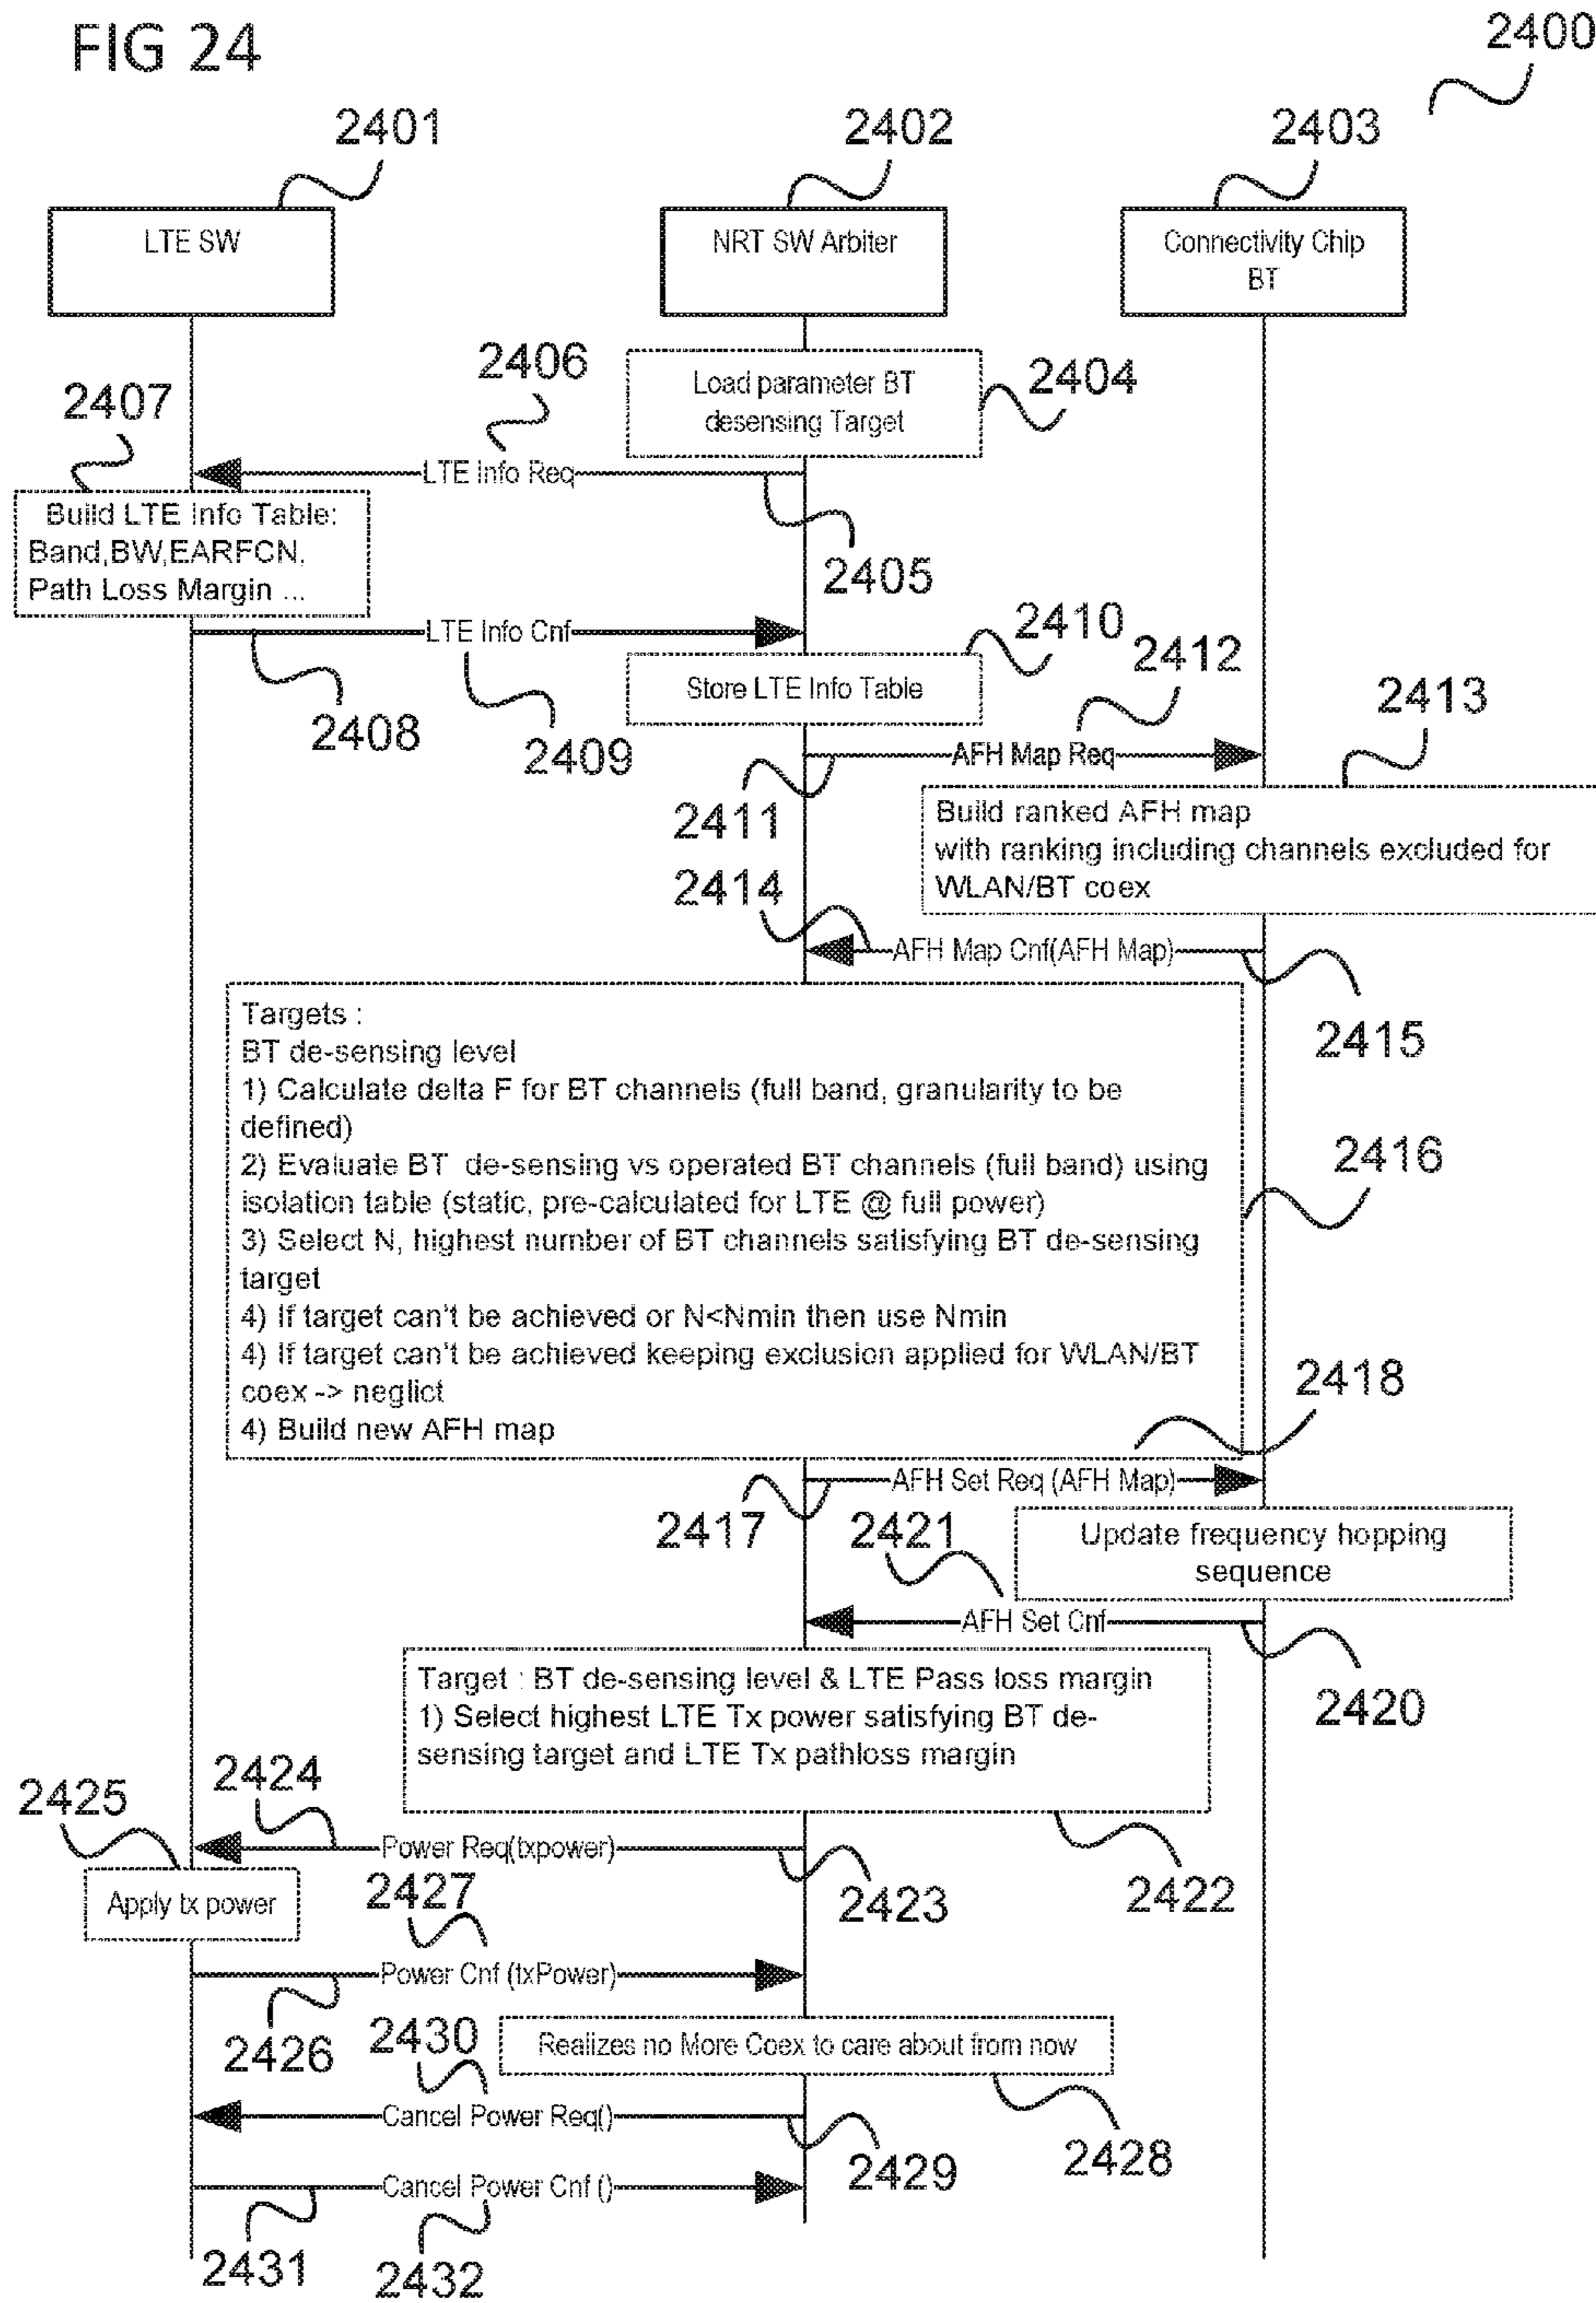 FIG 24
2400
2401
2402
2403
LTE SW
NRT SW Arbiter
Connectivity Chip
BT
2406
Load parameter BT
desensing Target
2404
2407
LTE Info Req
Build LTE Info Table:
Band,BW,EARFCN,
Path Loss Margin ...
2405
LTE Info Cnf
2410
2412
2408
2409
Store LTE Info Table
2413
AFH Map Req
2411
Build ranked AFH map
with ranking including channels excluded for
WLAN/BT coex
2414
AFH Map Cnf(AFH Map)
2415
Targets :
BT de-sensing level
1) Calculate delta F for BT channels (full band, granularity to be
defined)
2) Evaluate BT de-sensing vs operated BT channels (full band) using
isolation table (static, pre-calculated for LTE @ full power)
3) Select N, highest number of BT channels satisfying BT de-sensing
target
4) If target can't be achieved or N<Nmin then use Nmin
4) If target can't be achieved keeping exclusion applied for WLAN/BT
coex -> neglict
4) Build new AFH map
2416
2418
AFH Set Req (AFH Map)
2417
2421
Update frequency hopping
sequence
AFH Set Cnf
2420
Target : BT de-sensing level & LTE Pass loss margin
1) Select highest LTE Tx power satisfying BT de-
sensing target and LTE Tx pathloss margin
2424
2425
Power Req(txpower)
2423
2422
Apply tx power
2427
Power Cnf (txPower)
2426
2430
Realizes no More Coex to care about from now
Cancel Power Req()
2429
2428
Cancel Power Cnf ()
2431
2432